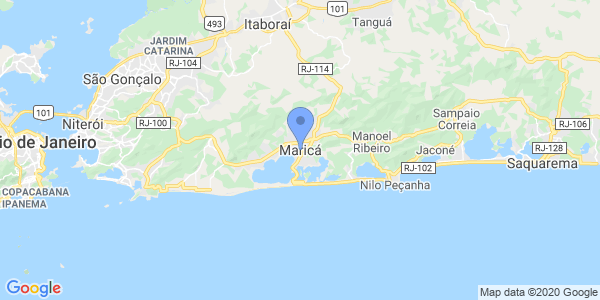 493
Itaboraí
101
Tanguá
JARDIM
CATARINA
RJ-104
RJ-114
São Gonçalo
101
Niterói
RJ-100
io de Janeiro
Maricá
Manoel
Ribeiro
Sampaio
Correia
RJ-106
Jaconé
RJ-128
Saquarema
RJ-102
Nilo Peçanha
COPACABANA
IPANEMA
Google
Map data ©2020 Google